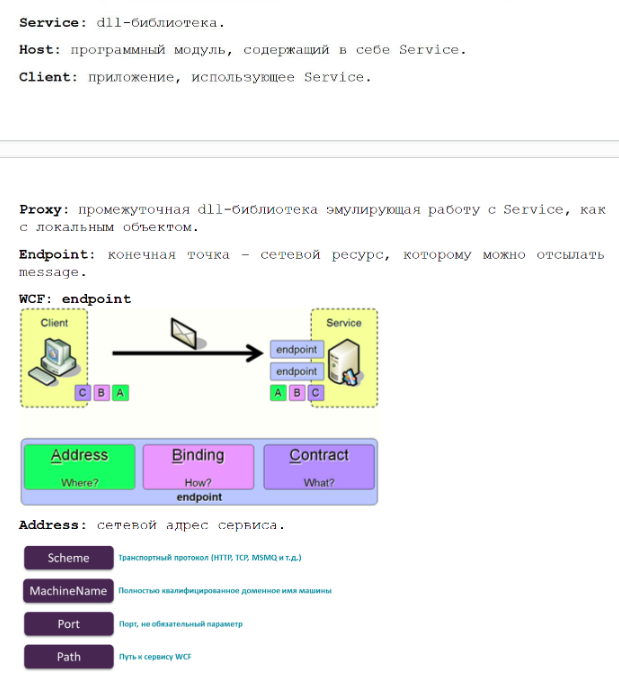 Service: dll-библиотека.
Host: программный модуль, содержащий в себе Service.
Client: приложение, использующее Service.
Proxy: промежуточная dll-библиотека эмулирующая работу с Service, как
с локальным объектом.
Endpoint: конечная точка – сетевой ресурс, которому можно отсылать
message.
WCF: endpoint
Client
Service
endpoint
endpoint
C B A
A B C
Address
Binding
Contract
Where?
How?
What?
endpoint
Address: сетевой адрес сервиса.
Scheme Транспортный протокол (HTTP, TCP, MSMQ и т.д.)
MachineName Полностью квалифицированное доменное имя машины
Port Порт, не обязательный параметр
Path Путь к сервису WCF